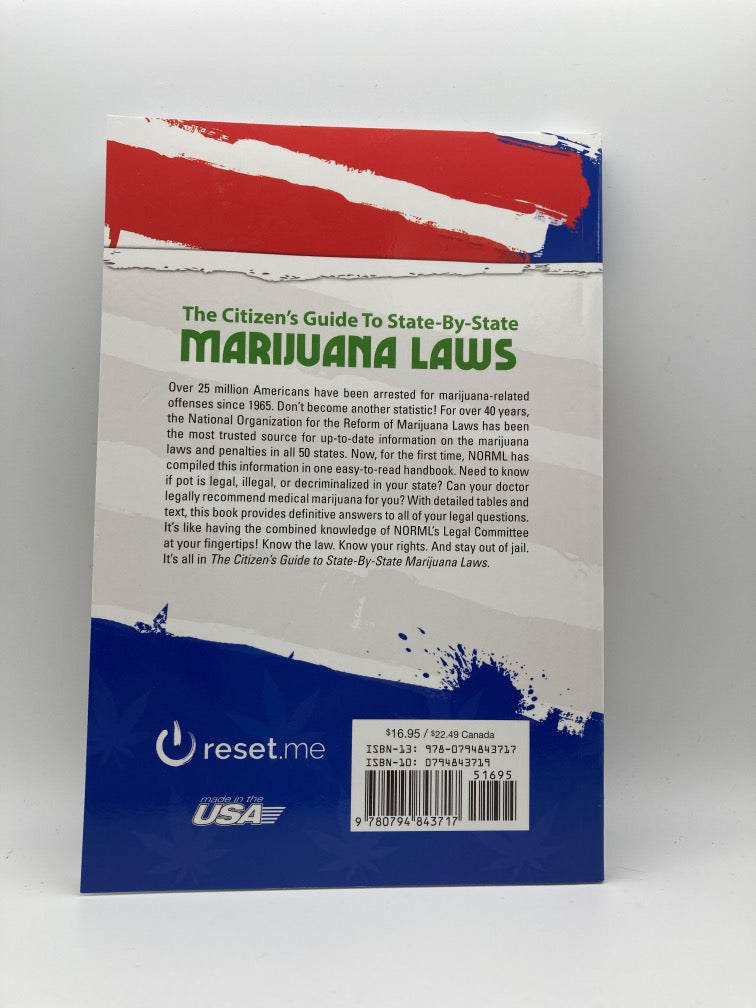 The Citizen's Guide To State-By-State
MARIJUANA LAWS
Over 25 million Americans have been arrested for marijuana-related
offenses since 1965. Don't become another statistic! For over 40 years,
the National Organization for the Reform of Marijuana Laws has been
the most trusted source for up-to-date information on the marijuana
laws and penalties in all 50 states. Now, for the first time, NORML has
compiled this information in one easy-to-read handbook. Need to know
if pot is legal, illegal, or decriminalized in your state? Can your doctor
legally recommend medical marijuana for you? With detailed tables and
text, this book provides definitive answers to all of your legal questions.
It's like having the combined knowledge of NORML's Legal Committee
at your fingertips! Know the law. Know your rights. And stay out of jail.
It's all in The Citizen's Guide to State-By-State Marijuana Laws.
reset.me
made in the
USA
$16.95 / $22.49 Canada
ISBN-13: 978-0794843717
ISBN-10: 0794843719
51695
9 780794 843717